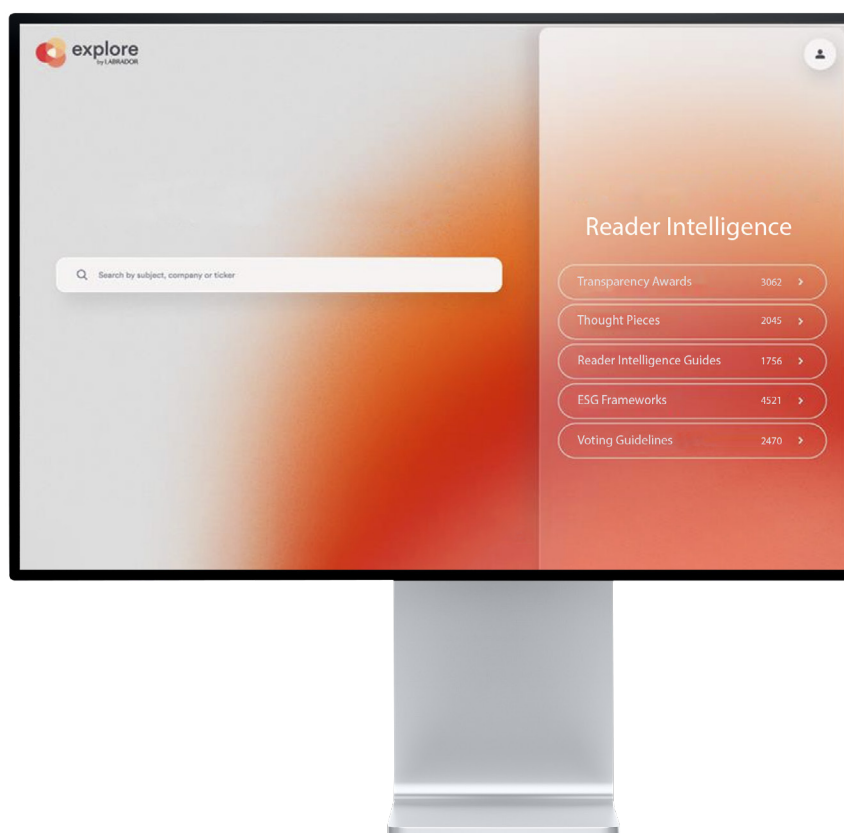 explore
by LABRADOR
Search by subject, company or ticker
Reader Intelligence
Transparency Awards 3062
Thought Pieces 2045
Reader Intelligence Guides 1756
ESG Frameworks 4521
Voting Guidelines 2470